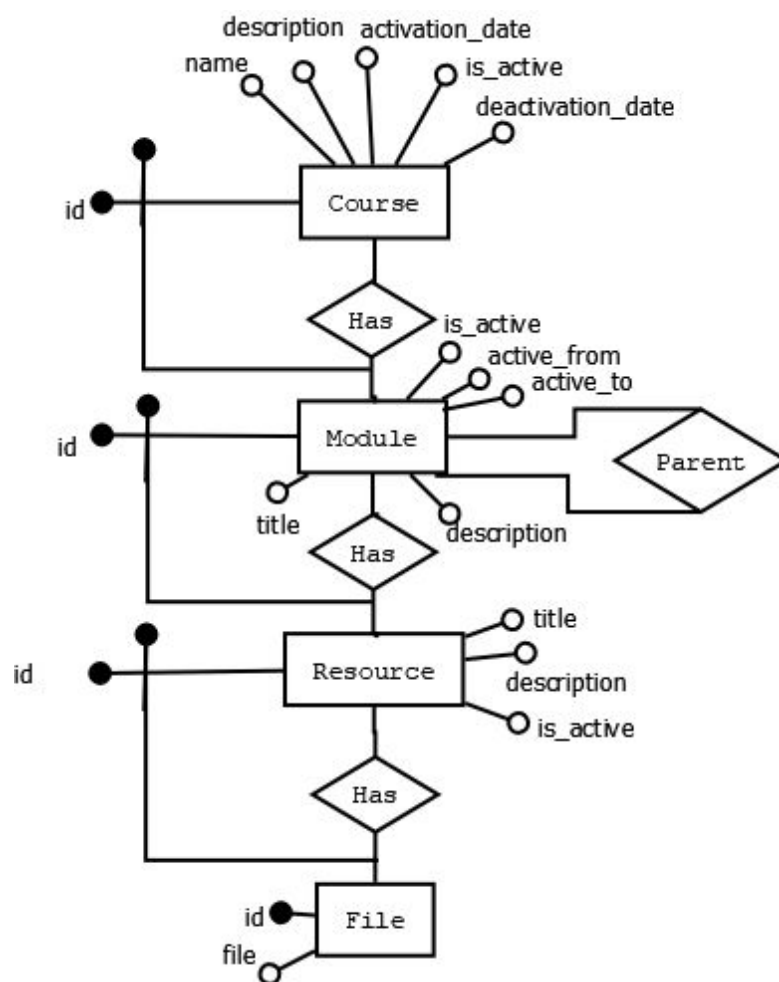 description
activation_date
name
is_active
deactivation_date
id
Course
Has
is_active
active_from
active_to
id
Module
Parent
title
description
Has
title
id
Resource
description
is_active
Has
id
File
file